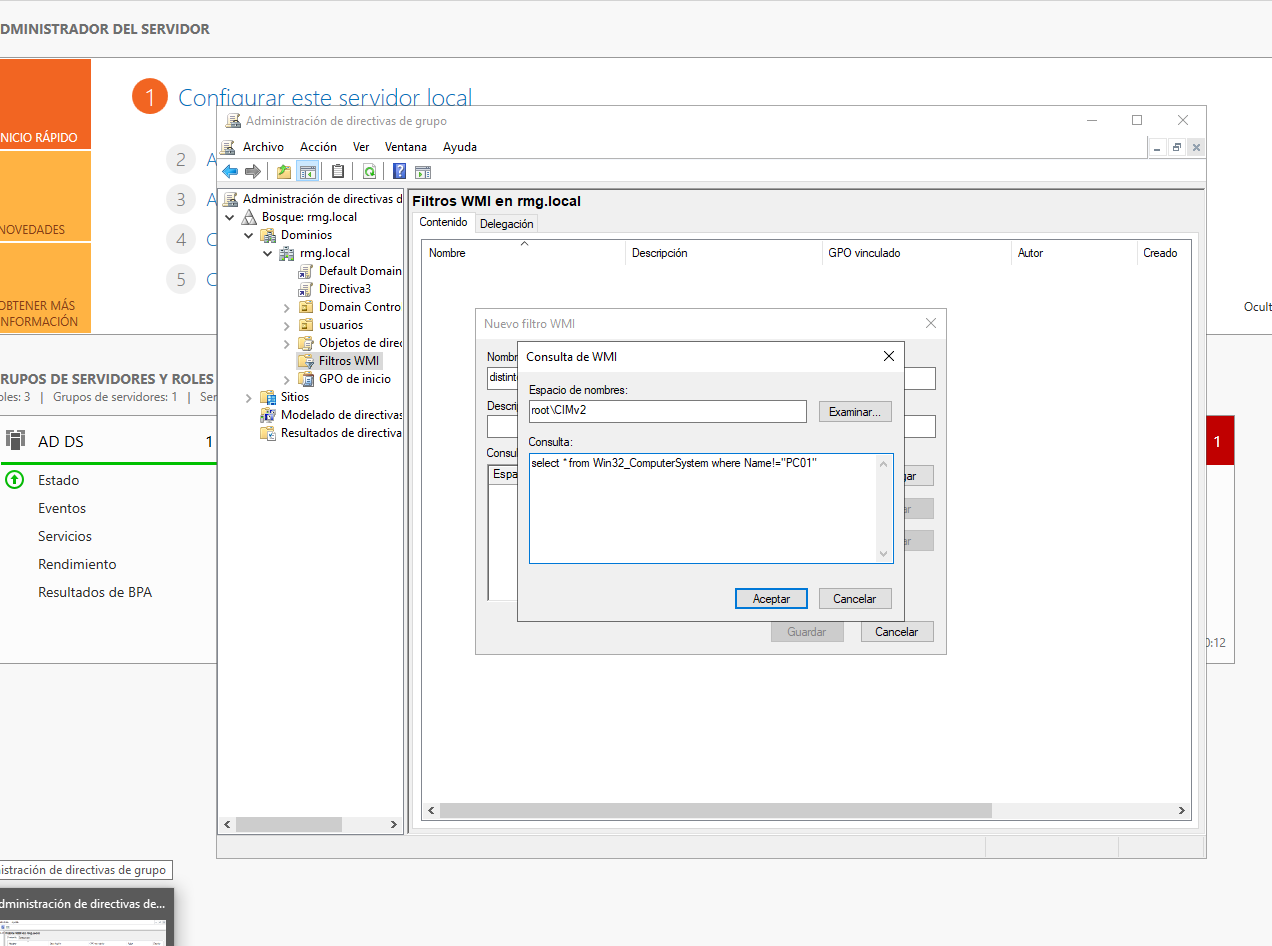 DMINISTRADOR DEL SERVIDOR
1 Configurar este servidor local
NICIO RÁPIDO
2 A
3 A
NOVEDADES
4 C
5 C
OBTENER MÁS
NFORMACIÓN
Ocult
RUPOS DE SERVIDORES Y ROLES
oles: 3 | Grupos de servidores: 1 | Ser
AD DS 1
Estado
Eventos
Servicios
Rendimiento
Resultados de BPA
1
0:12
Administración de directivas de grupo
Archivo Acción Ver Ventana Ayuda
Administración de directivas d
Bosque: rmg.local
Dominios
rmg.local
Default Domain
Directiva3
Domain Contro
usuarios
Objetos de direc
Filtros WMI
GPO de inicio
Sitios
Modelado de directivas
Resultados de directiva
Filtros WMI en rmg.local
Contenido Delegación
Nombre Descripción GPO vinculado Autor Creado
Nuevo filtro WMI
Nombr
distint
Descri
Consul
Espa
gar
ar
ar
Guardar Cancelar
Consulta de WMI
Espacio de nombres:
root\CIMv2 Examinar...
Consulta:
select * from Win32_ComputerSystem where Name!="PC01"
Aceptar Cancelar
istración de directivas de grupo
dministración de directivas de...